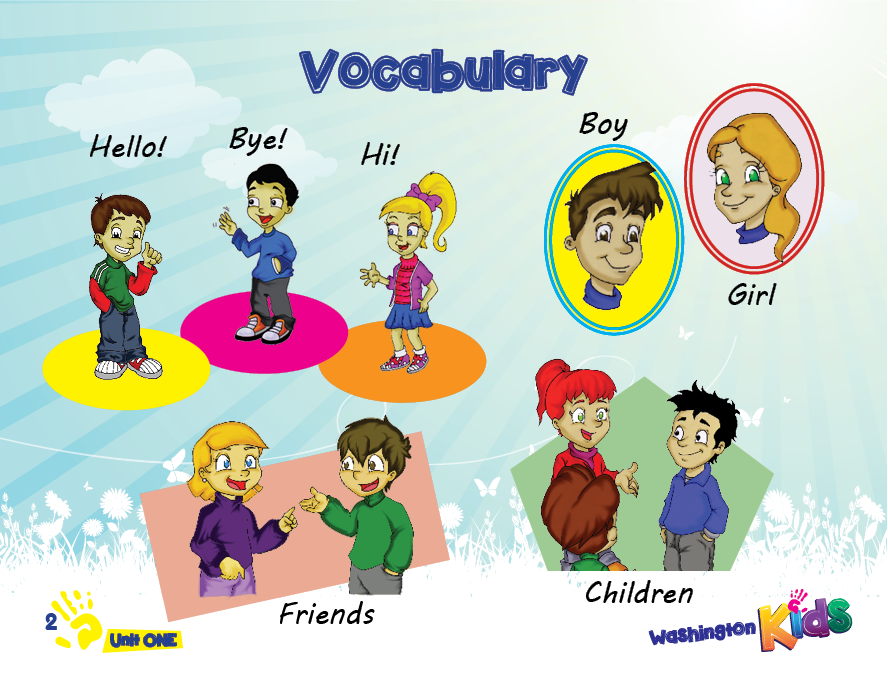 Vocabulary
Hello!
Bye!
Hi!
Boy
Girl
Friends
Children
2
Unit ONE
Washington Kids